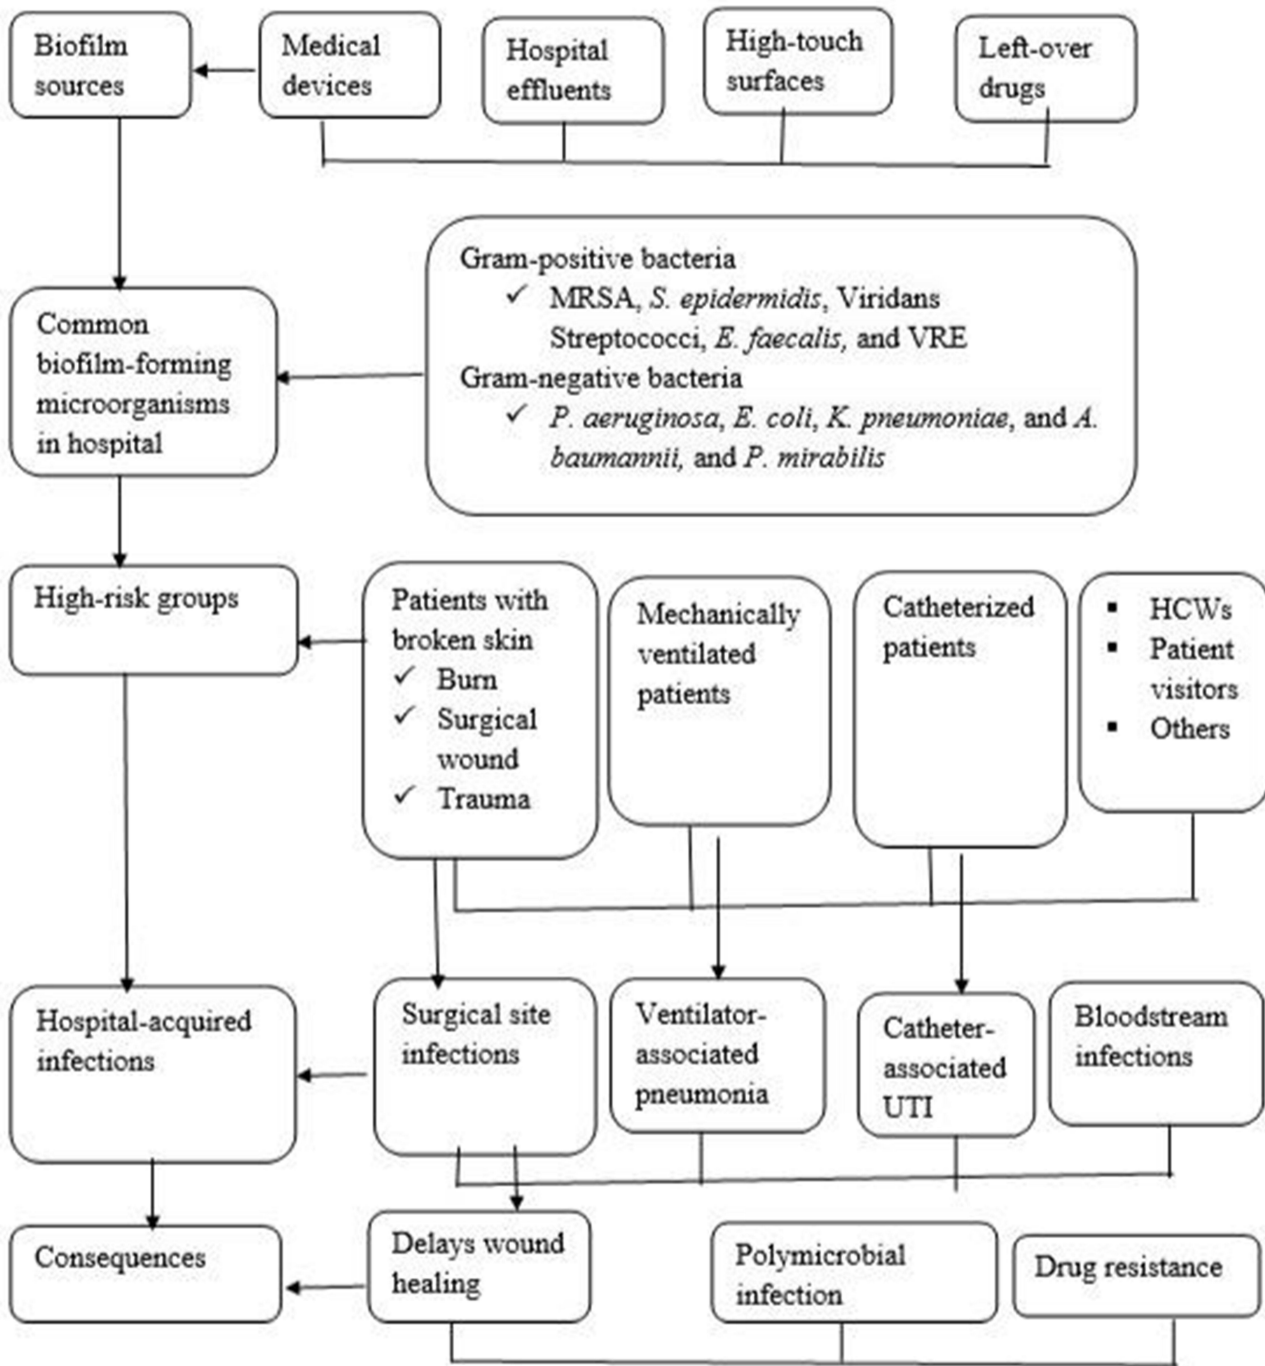 Biofilm
sources
Medical
devices
Hospital
effluents
High-touch
surfaces
Left-over
drugs
Common
biofilm-forming
microorganisms
in hospital
Gram-positive bacteria
✓ MRSA, S. epidermidis, Viridans
Streptococci, E. faecalis, and VRE
Gram-negative bacteria
✓ P. aeruginosa, E. coli, K. pneumoniae, and A.
baumannii, and P. mirabilis
High-risk groups
Patients with
broken skin
✓ Burn
✓ Surgical
wound
✓ Trauma
Mechanically
ventilated
patients
Catheterized
patients
▪ HCWs
▪ Patient
visitors
▪ Others
Hospital-acquired
infections
Surgical site
infections
Ventilator-
associated
pneumonia
Catheter-
associated
UTI
Bloodstream
infections
Consequences
Delays wound
healing
Polymicrobial
infection
Drug resistance